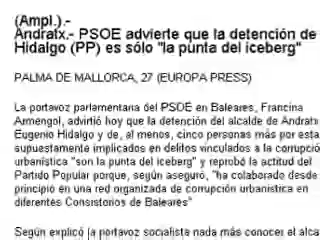 (Ampl.).-
Andratx.- PSOE advierte que la detención de
Hidalgo (PP) es sólo "la punta del iceberg"
PALMA DE MALLORCA, 27 (EUROPA PRESS)
La portavoz parlamentaria del PSOE en Baleares, Francina
Armengol, advirtió hoy que la detención del alcalde de Andratx
Eugenio Hidalgo y de, al menos, cinco personas más por esta
supuestamente implicados en delitos vinculados a la corrupció
urbanística "son la punta del iceberg" y reprobó la actitud del
Partido Popular porque, según aseguró, "ha colaborado desde
principio en una red organizada de corrupción urbanística en
diferentes Consistorios de Baleares"
Según explicó la portavoz socialista nada más conocer el alca